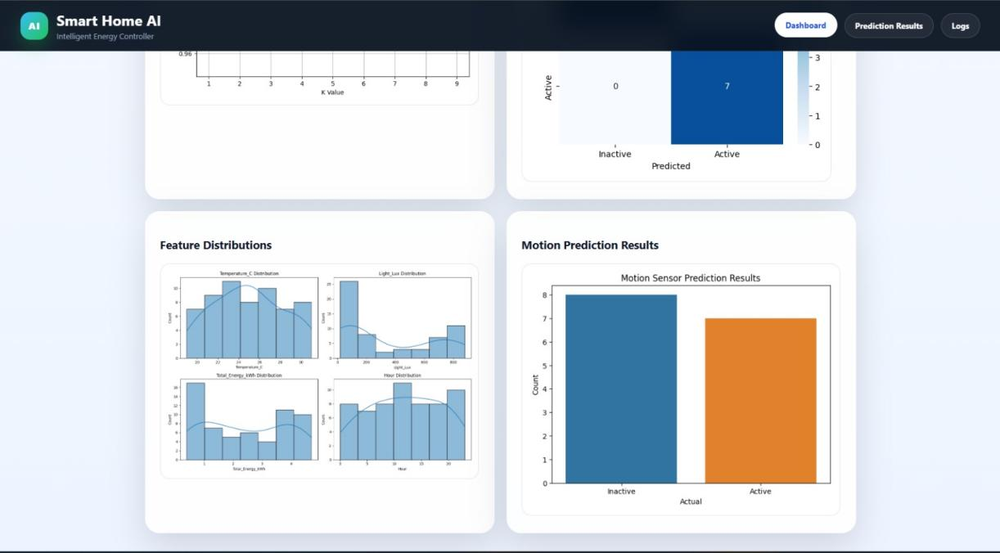 AI
Smart Home AI
Intelligent Energy Controller
Dashboard
Prediction Results
Logs
0.96
1 2 3 4 5 6 7 8 9
K Value
Active
0
7
3
2
1
0
Inactive
Active
Predicted
Feature Distributions
Temperature_C Distribution
Count
10
8
6
4
2
0
20 22 24 26 28 30
Temperature_C
Light_Lux Distribution
Count
25
20
15
10
5
0
0 200 400 600 800
Light_Lux
Total_Energy_kWh Distribution
Count
16
14
12
10
8
6
4
2
0
1 2 3 4
Total_Energy_kWh
Hour Distribution
Count
10
8
6
4
2
0
0 5 10 15 20
Hour
Motion Prediction Results
Motion Sensor Prediction Results
Count
8
7
6
5
4
3
2
1
0
Inactive
Active
Actual